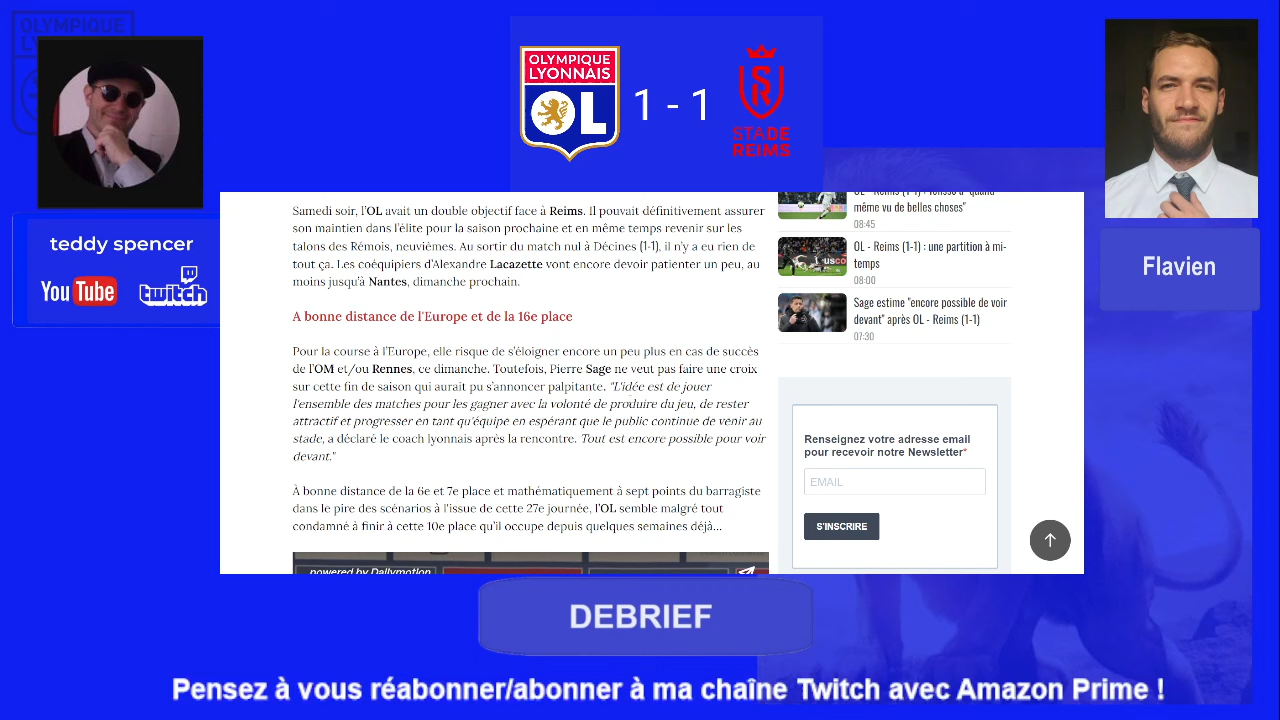 OLYMPIQUE
OLYMPIQUE
LYONNAIS
OL
1 - 1
SR
STADE
REIMS
teddy spencer
YouTube
twitch
Flavien
Samedi soir, l'OL avait un double objectif face à Reims. Il pouvait définitivement assurer
son maintien dans l'élite pour la saison prochaine et en même temps revenir sur les
talons des Rémois, neuvièmes. Au sortir du match nul à Décines (1-1), il n'y a eu rien de
tout ça. Les coéquipiers d'Alexandre Lacazette vont encore devoir patienter un peu, au
moins jusqu'à Nantes, dimanche prochain.
A bonne distance de l'Europe et de la 16e place
Pour la course à l'Europe, elle risque de s'éloigner encore un peu plus en cas de succès
de l'OM et/ou Rennes, ce dimanche. Toutefois, Pierre Sage ne veut pas faire une croix
sur cette fin de saison qui aurait pu s'annoncer palpitante. "L'idée est de jouer
l'ensemble des matches pour les gagner avec la volonté de produire du jeu, de rester
attractif et progresser en tant qu'équipe en espérant que le public continue de venir au
stade, a déclaré le coach lyonnais après la rencontre. Tout est encore possible pour voir
devant."
À bonne distance de la 6e et 7e place et mathématiquement à sept points du barragiste
dans le pire des scénarios à l'issue de cette 27e journée, l'OL semble malgré tout
condamné à finir à cette 10e place qu'il occupe depuis quelques semaines déjà...
powered by Dailymotion
même vu de belles choses"
08:45
OL - Reims (1-1) : une partition à mi-
temps
08:00
Sage estime "encore possible de voir
devant" après OL - Reims (1-1)
07:30
Renseignez votre adresse email
pour recevoir notre Newsletter*
EMAIL
S'INSCRIRE
DEBRIEF
Pensez à vous réabonner/abonner à ma chaîne Twitch avec Amazon Prime !